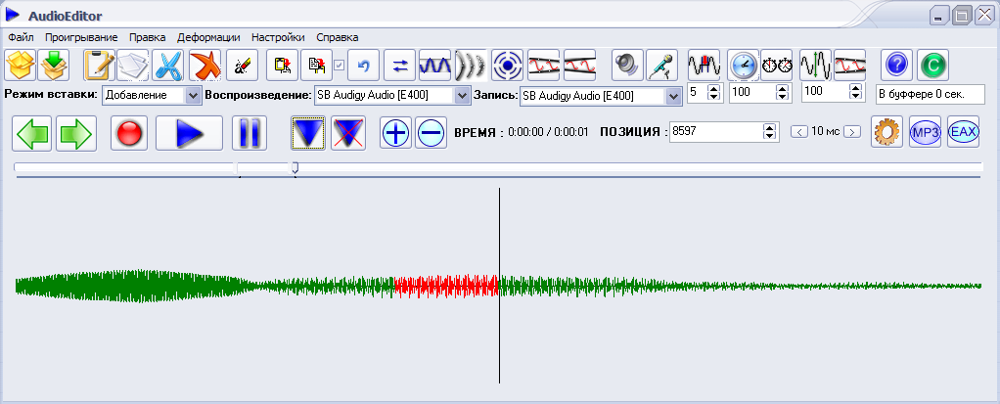 AudioEditor
Файл Проигрывание Правка Деформации Настройки Справка
? C
Режим вставки: Добавление Воспроизведение: SB Audigy Audio [E400] Запись: SB Audigy Audio [E400] 5 100 100 В буффере 0 сек.
ВРЕМЯ : 0:00:00 / 0:00:01 ПОЗИЦИЯ : 8597 10 мс MP3 EAX